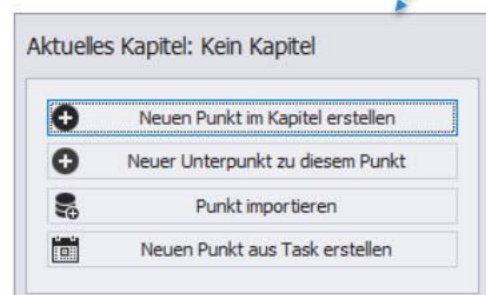 Aktuelles Kapitel: Kein Kapitel
Neuen Punkt im Kapitel erstellen
Neuer Unterpunkt zu diesem Punkt
Punkt importieren
Neuen Punkt aus Task erstellen